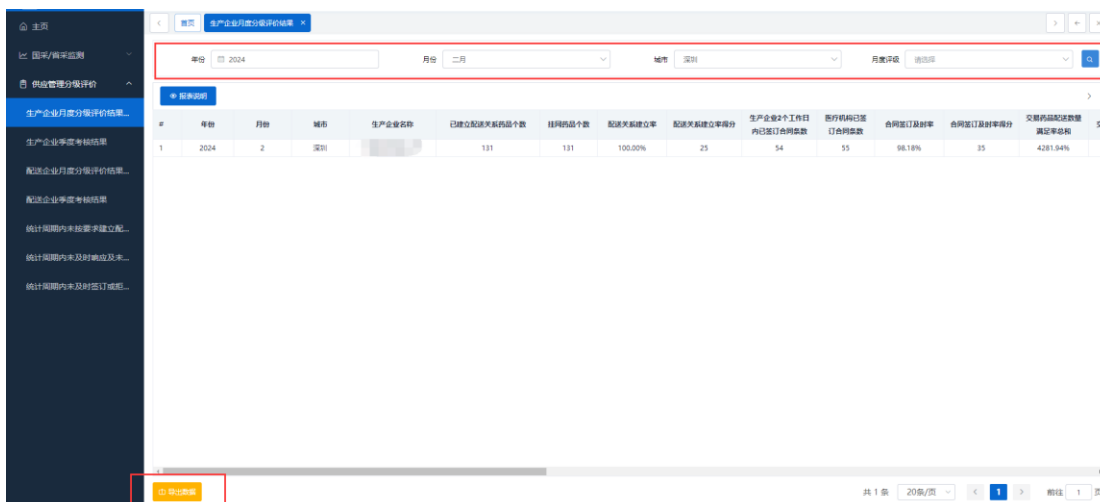 主页
国采/省采监测
供应管理分级评价
生产企业月度分级评价结果...
生产企业季度考核结果
配送企业月度分级评价结果...
配送企业季度考核结果
统计周期内未按要求建立配...
统计周期内未及时响应及未...
统计周期内未及时签订或拒...
首页 生产企业月度分级评价结果 ×
年份 2024 月份 二月 城市 深圳 月度评级 请选择
报表说明
# 年份 月份 城市 生产企业名称 已建立配送关系药品个数 挂网药品个数 配送关系建立率 配送关系建立率得分 生产企业2个工作日内已签订合同条数 医疗机构已签订合同条数 合同签订及时率 合同签订及时率得分 交易药品配送数量满足率总和
1 2024 2 深圳 131 131 100.00% 25 54 55 98.18% 35 4281.94%
导出数据
共 1 条 20条/页 1 前往 1 页